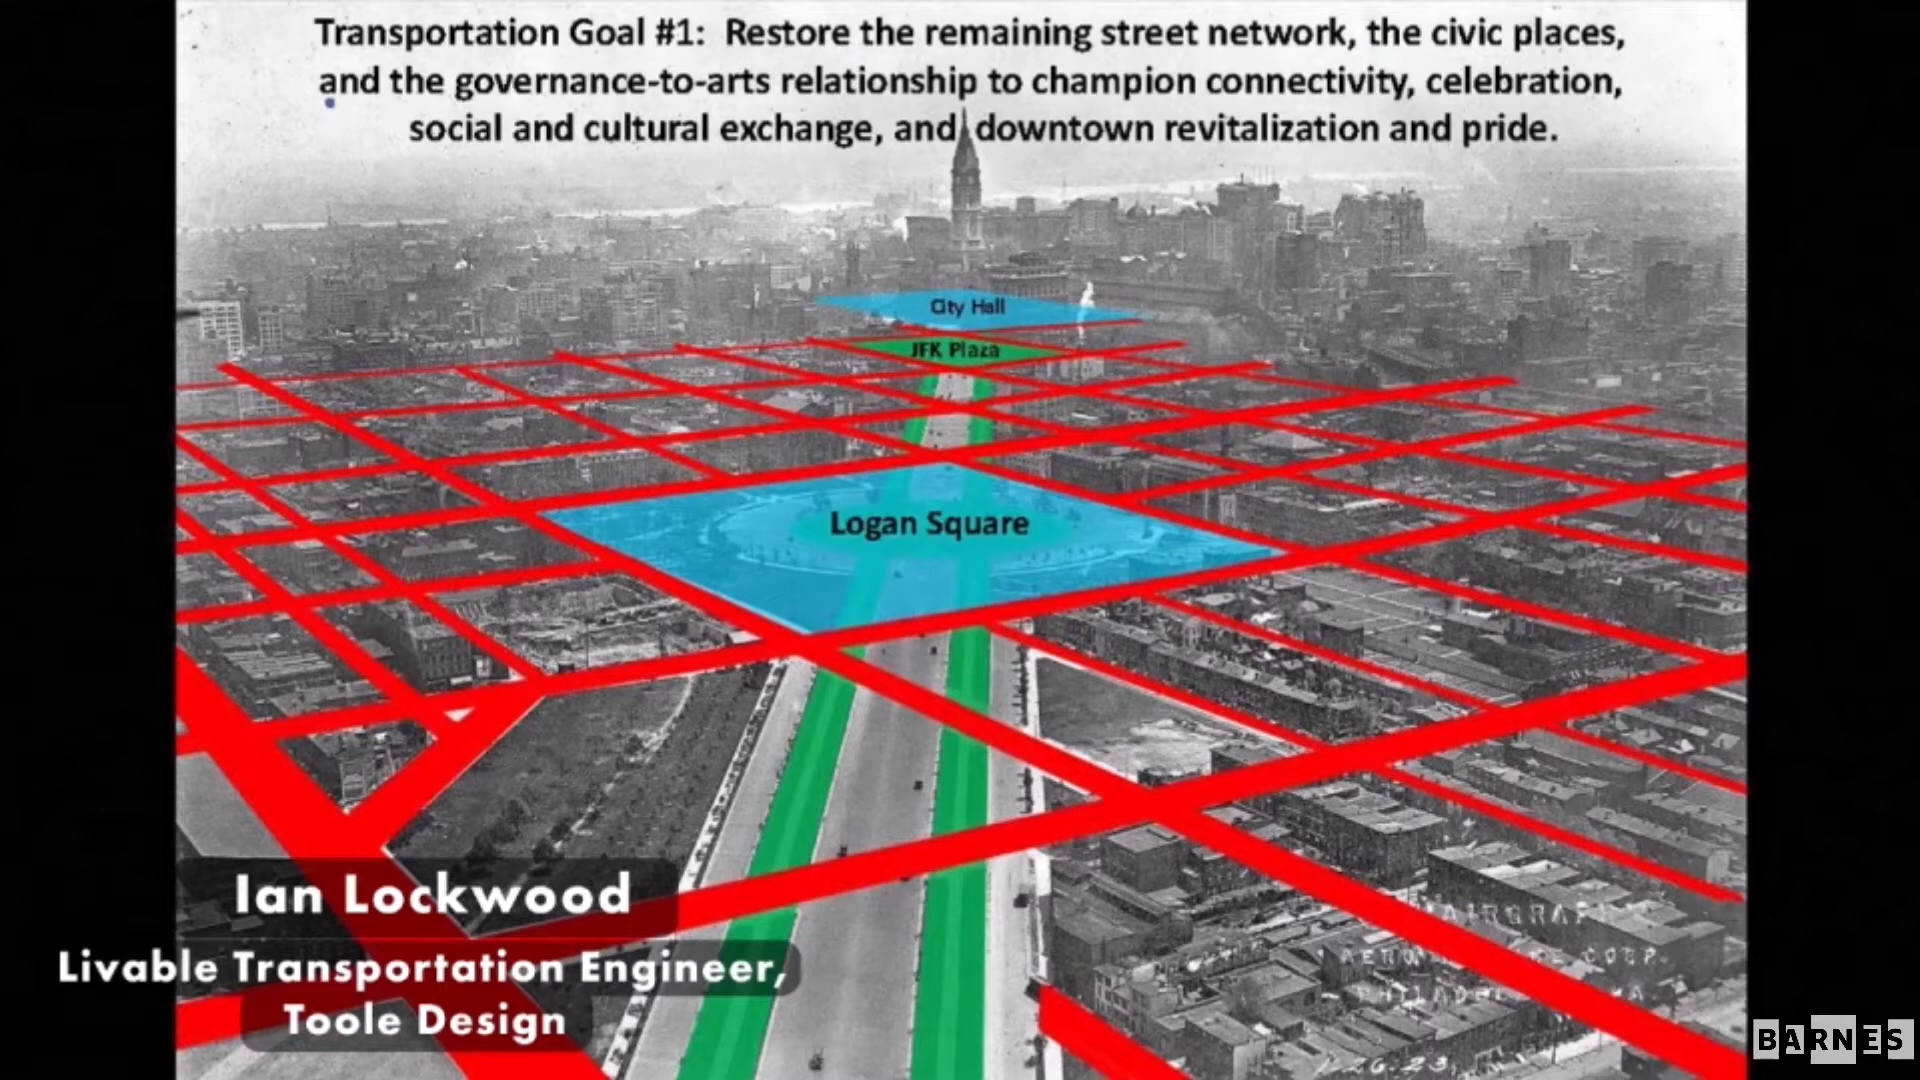 Transportation Goal #1: Restore the remaining street network, the civic places,
and the governance-to-arts relationship to champion connectivity, celebration,
social and cultural exchange, and downtown revitalization and pride.
City Hall
JFK Plaza
Logan Square
Ian Lockwood
Livable Transportation Engineer,
Toole Design
CORP.
BARNES